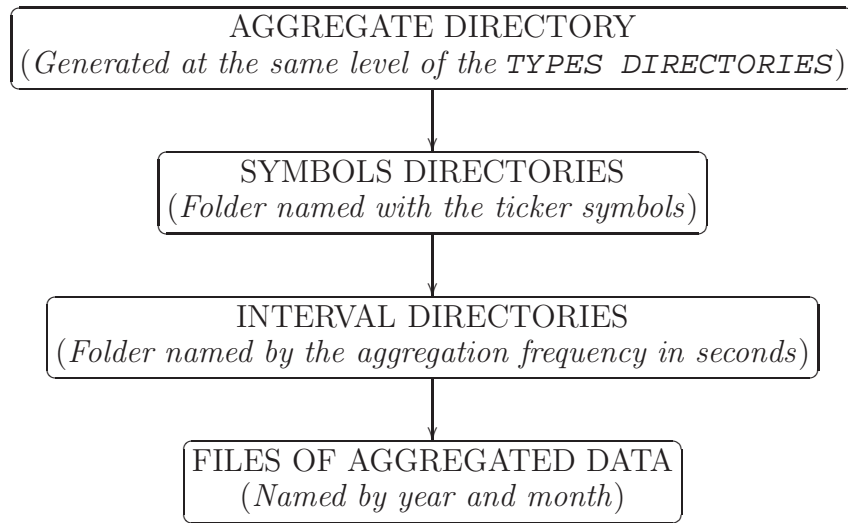 AGGREGATE DIRECTORY
(Generated at the same level of the TYPES DIRECTORIES)
SYMBOLS DIRECTORIES
(Folder named with the ticker symbols)
INTERVAL DIRECTORIES
(Folder named by the aggregation frequency in seconds)
FILES OF AGGREGATED DATA
(Named by year and month)